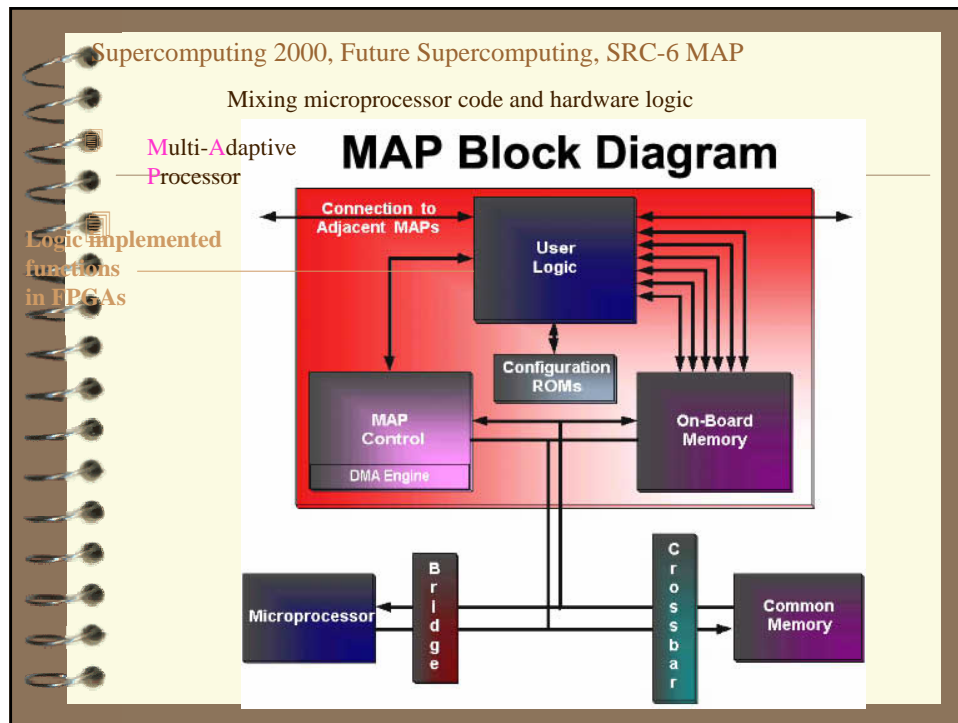 Supercomputing 2000, Future Supercomputing, SRC-6 MAP
Mixing microprocessor code and hardware logic
Multi-Adaptive
Processor
MAP Block Diagram
Connection to
Adjacent MAPs
User
Logic
Logic implemented
functions
in FPGAs
Configuration
ROMs
MAP
Control
DMA Engine
On-Board
Memory
Microprocessor
Bridge
Crossbar
Common
Memory